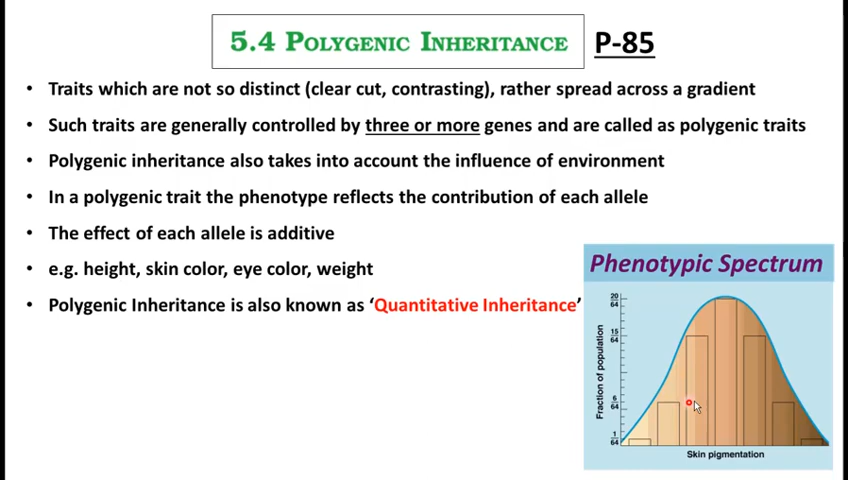 5.4 POLYGENIC INHERITANCE P-85
• Traits which are not so distinct (clear cut, contrasting), rather spread across a gradient
• Such traits are generally controlled by three or more genes and are called as polygenic traits
• Polygenic inheritance also takes into account the influence of environment
• In a polygenic trait the phenotype reflects the contribution of each allele
• The effect of each allele is additive
• e.g. height, skin color, eye color, weight
• Polygenic Inheritance is also known as ‘Quantitative Inheritance’
Phenotypic Spectrum
20/64
15/64
6/64
1/64
Fraction of population
Skin pigmentation